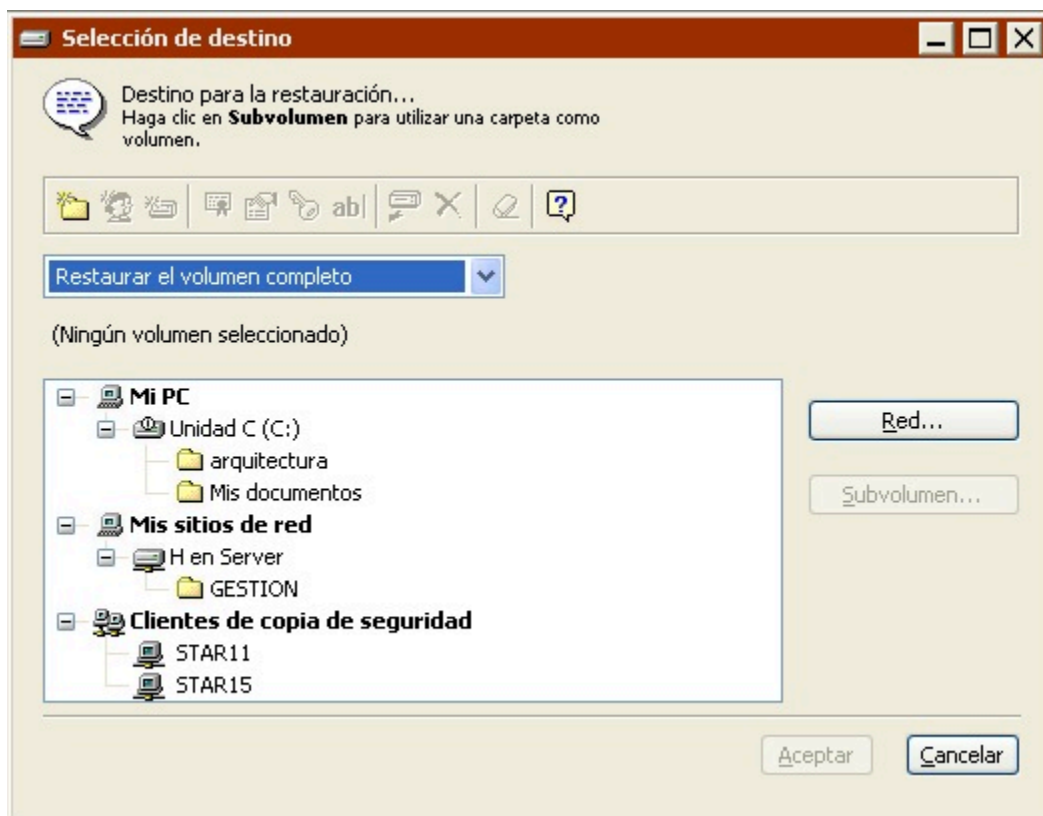 Selección de destino
Destino para la restauración...
Haga clic en Subvolumen para utilizar una carpeta como
volumen.
ab|
Restaurar el volumen completo
(Ningún volumen seleccionado)
Mi PC
Unidad C (C:)
arquitectura
Mis documentos
Mis sitios de red
H en Server
GESTION
Clientes de copia de seguridad
STAR11
STAR15
Red...
Subvolumen...
Aceptar
Cancelar